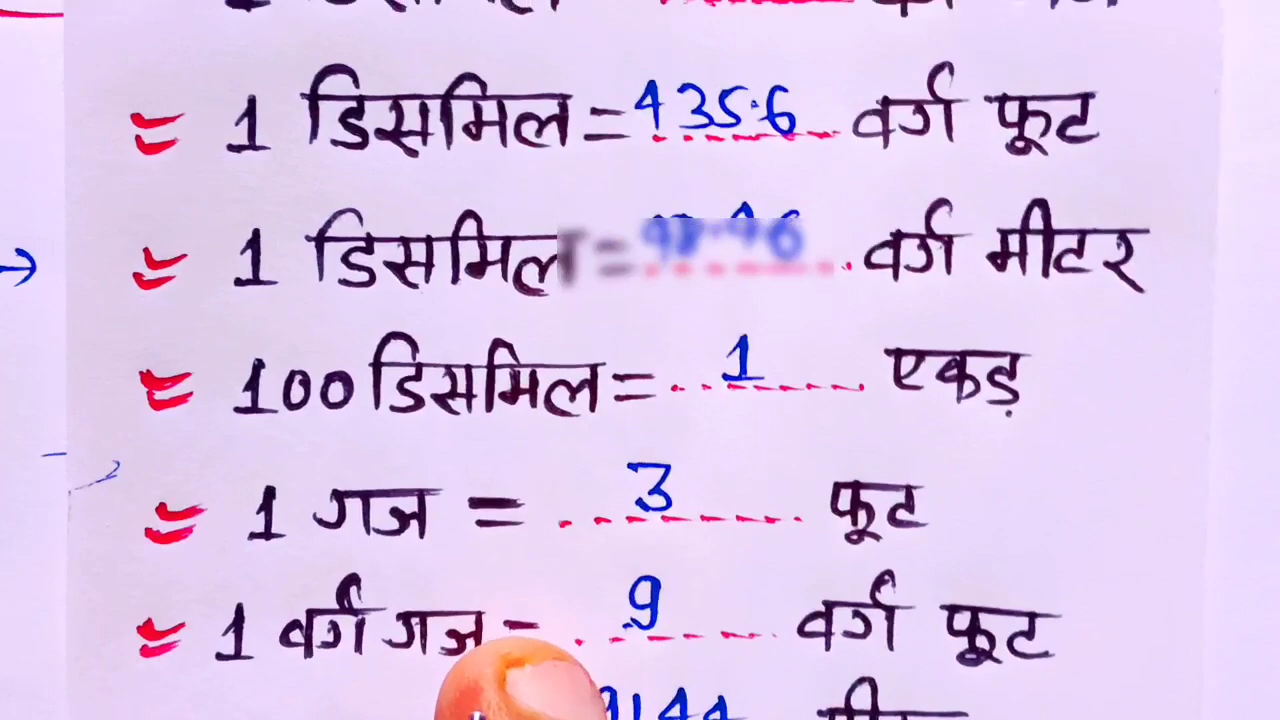 1 डिसमिल = 435.6 वर्ग फूट
1 डिसमिल = वर्ग मीटर
100 डिसमिल = 1 एकड़
1 गज = 3 फूट
1 वर्ग गज = 9 वर्ग फूट